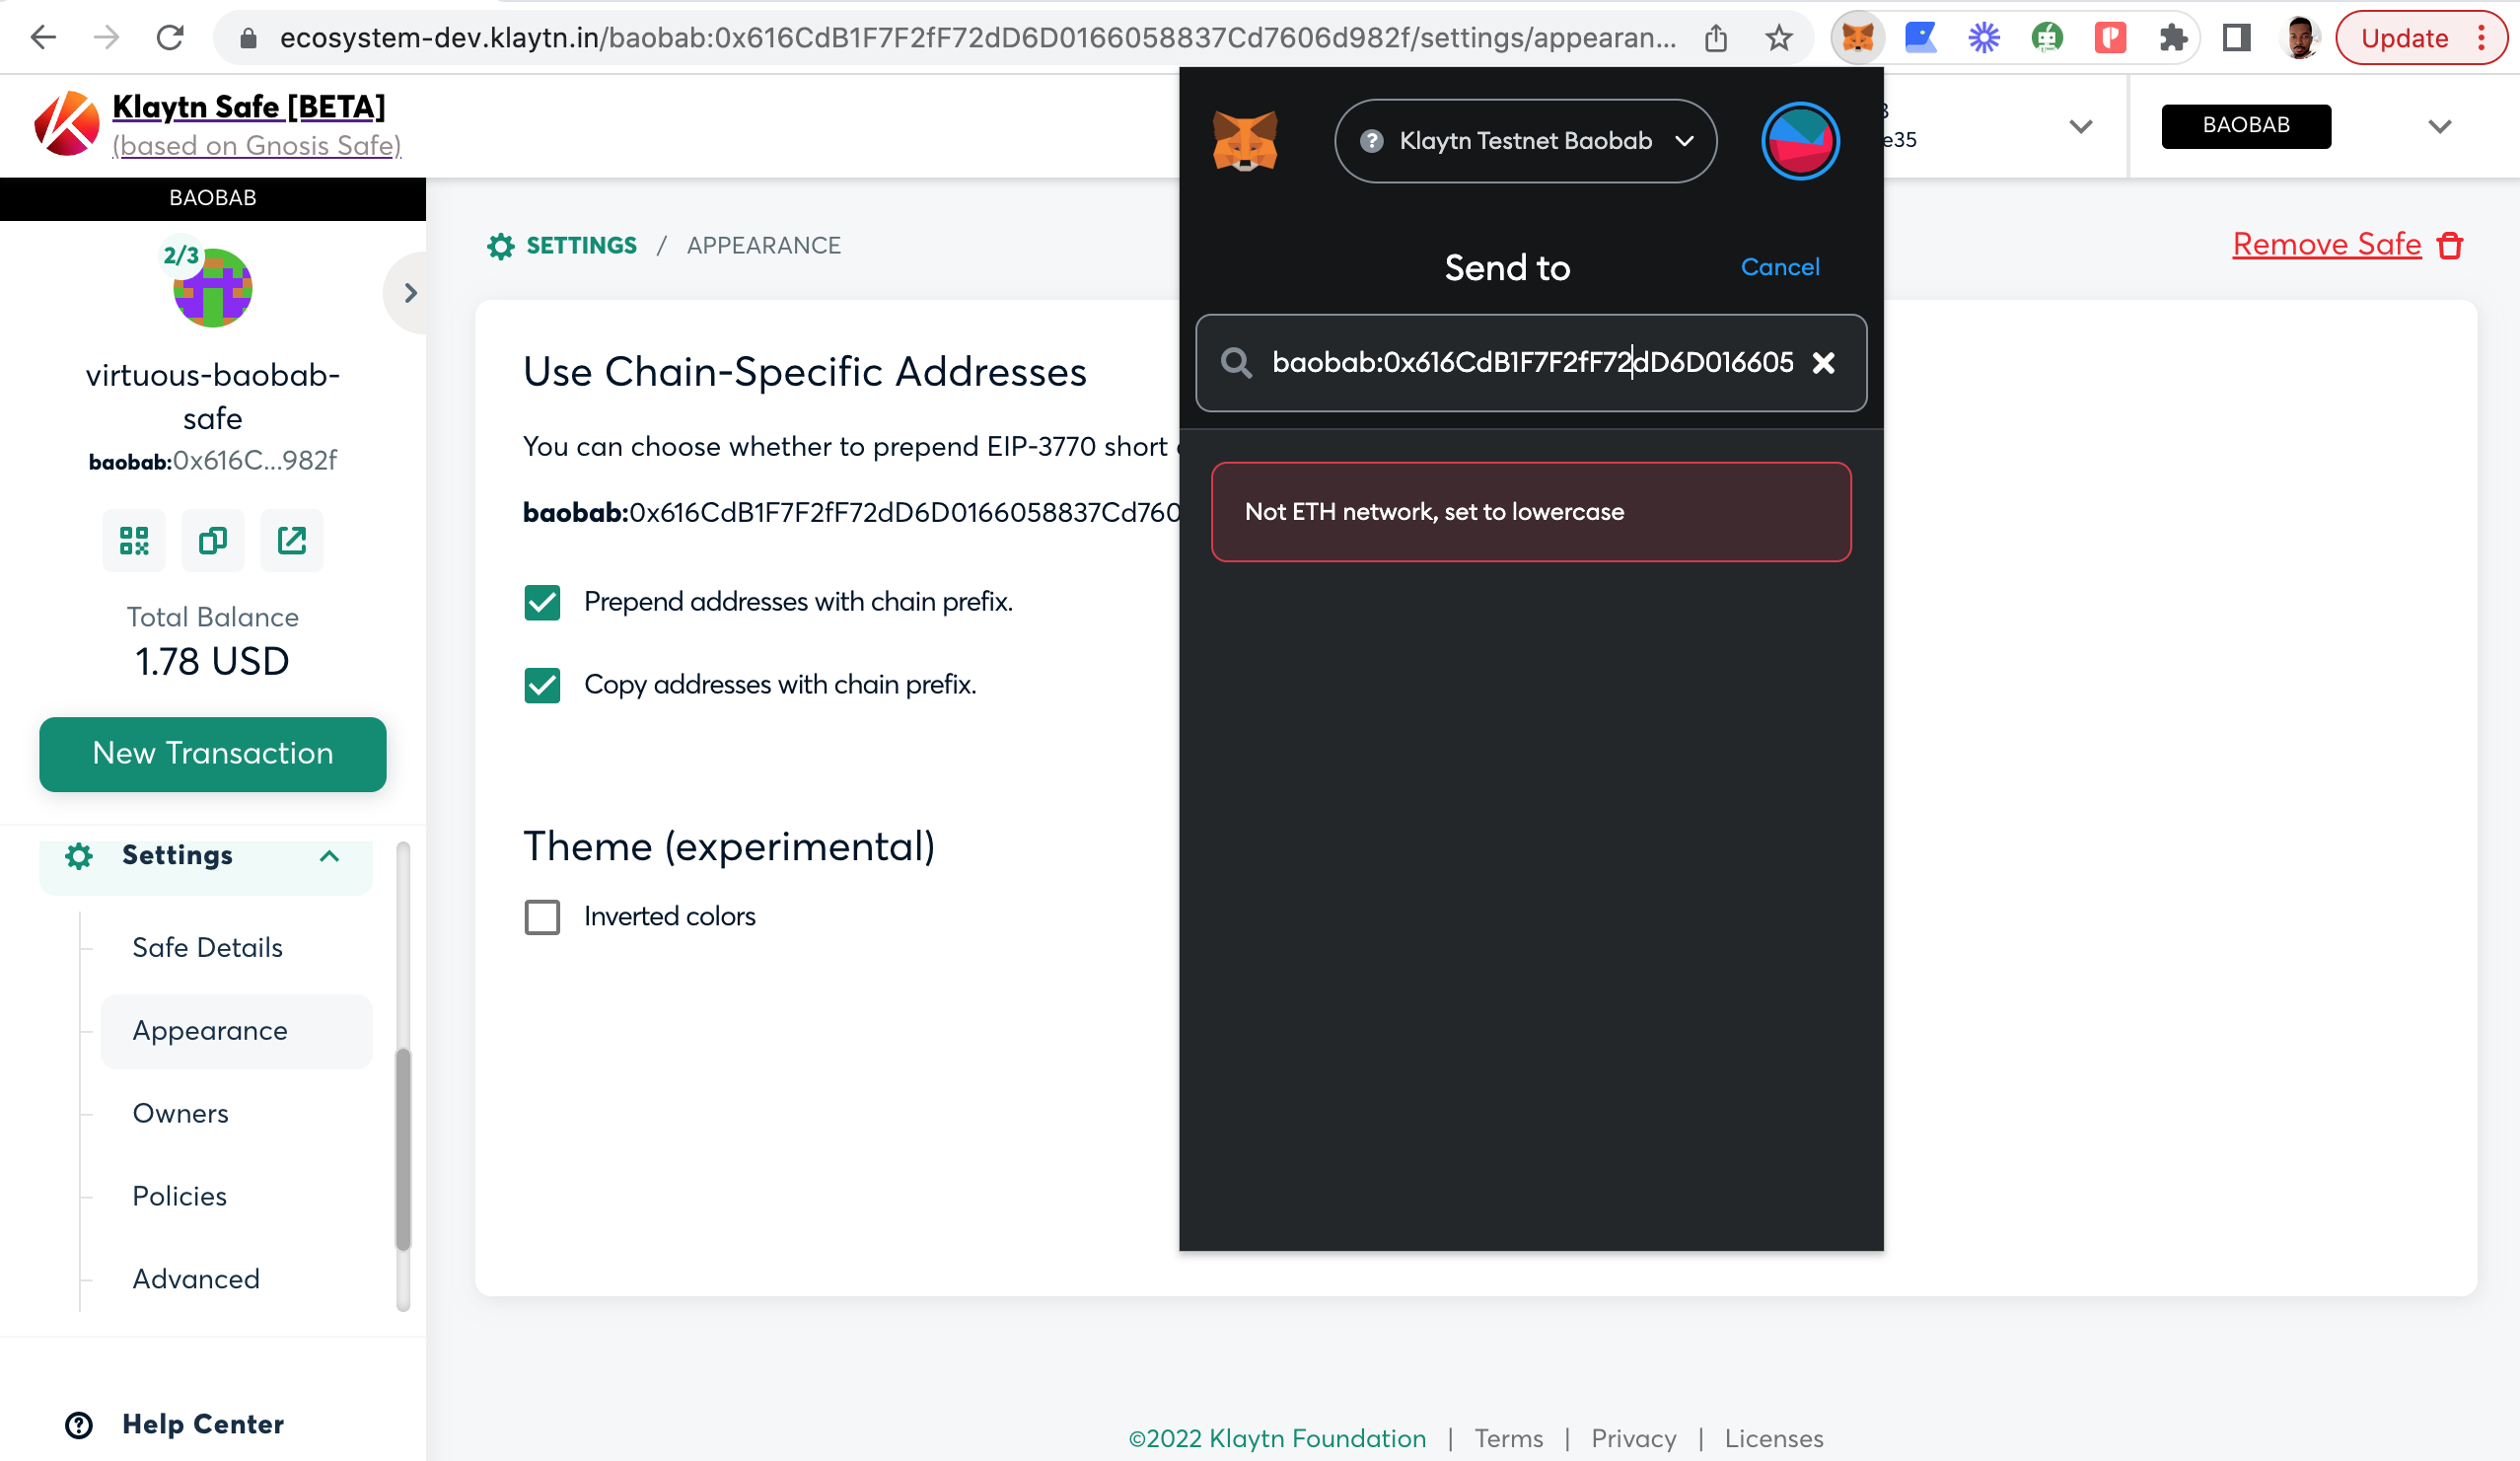 ecosystem-dev.klaytn.in/baobab:0x616CdB1F7F2fF72dD6D0166058837Cd7606d982f/settings/appearan...
Update
Klaytn Safe [BETA]
(based on Gnosis Safe)
e35
BAOBAB
BAOBAB
2/3
virtuous-baobab-
safe
baobab:0x616C...982f
Total Balance
1.78 USD
New Transaction
Settings
Safe Details
Appearance
Owners
Policies
Advanced
Help Center
SETTINGS / APPEARANCE
Remove Safe
Use Chain-Specific Addresses
You can choose whether to prepend EIP-3770 short
baobab:0x616CdB1F7F2fF72dD6D0166058837Cd760
Prepend addresses with chain prefix.
Copy addresses with chain prefix.
Theme (experimental)
Inverted colors
Klaytn Testnet Baobab
Send to
Cancel
baobab:0x616CdB1F7F2fF72dD6D016605
Not ETH network, set to lowercase
©2022 Klaytn Foundation | Terms | Privacy | Licenses